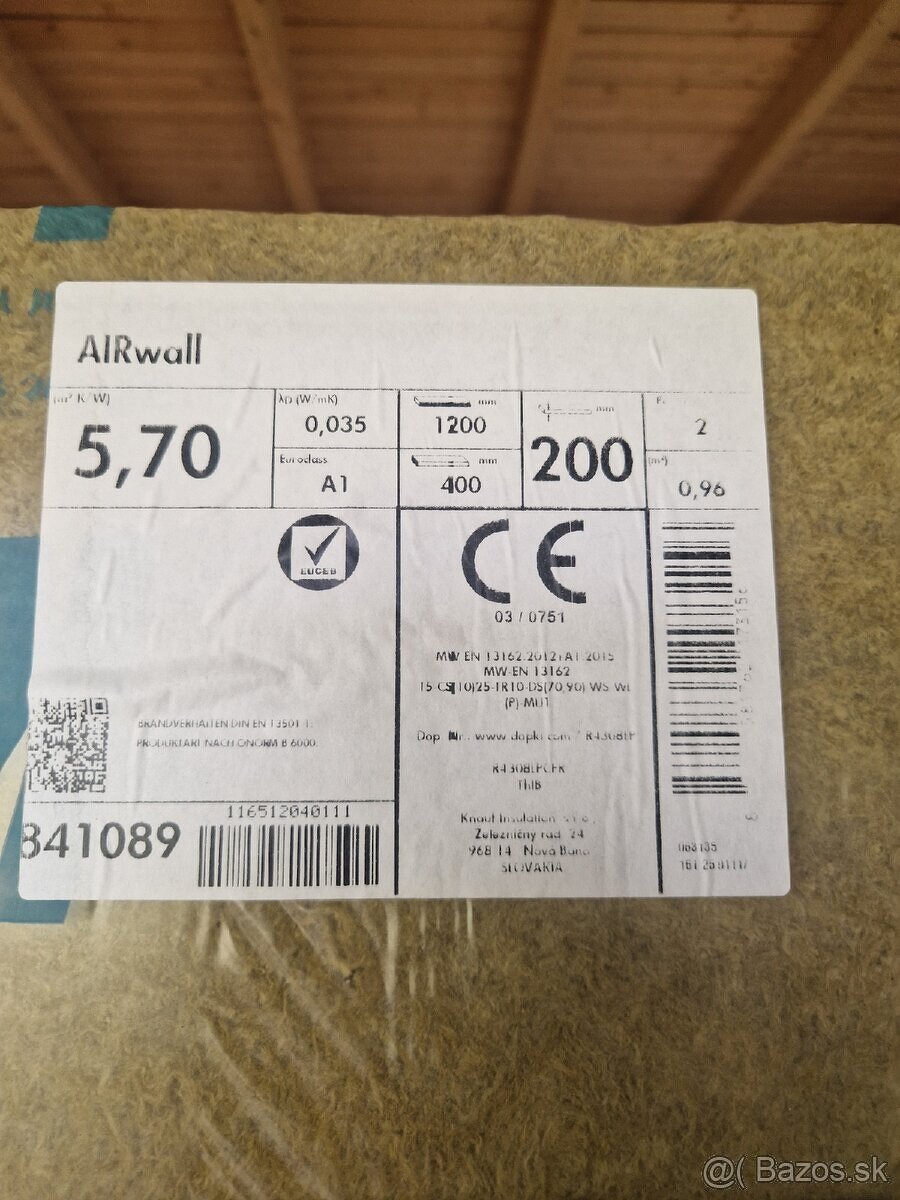 AIRwall
(m² K/W)
5,70
λD (W/mK)
0,035
Euroclass
A1
mm
1200
mm
400
mm
200
2
(m²)
0,96
EUCEB
CE
03 / 0751
MW EN 13162:2012+A1:2015
MW-EN 13162
T5-CS(10)25-TR10-DS(70,90)-WS-WL
(P)-MU1
BRANDVERHALTEN DIN EN 13501-1:
PRODUKTART NACH ÖNORM B 6000:
Dop. Nr.: www.dopki.com /
Knauf Insulation, s.r.o.,
Železničný rad 24
968 14 Nová Baňa
SLOVAKIA
116512040111
841089
@( Bazos.sk